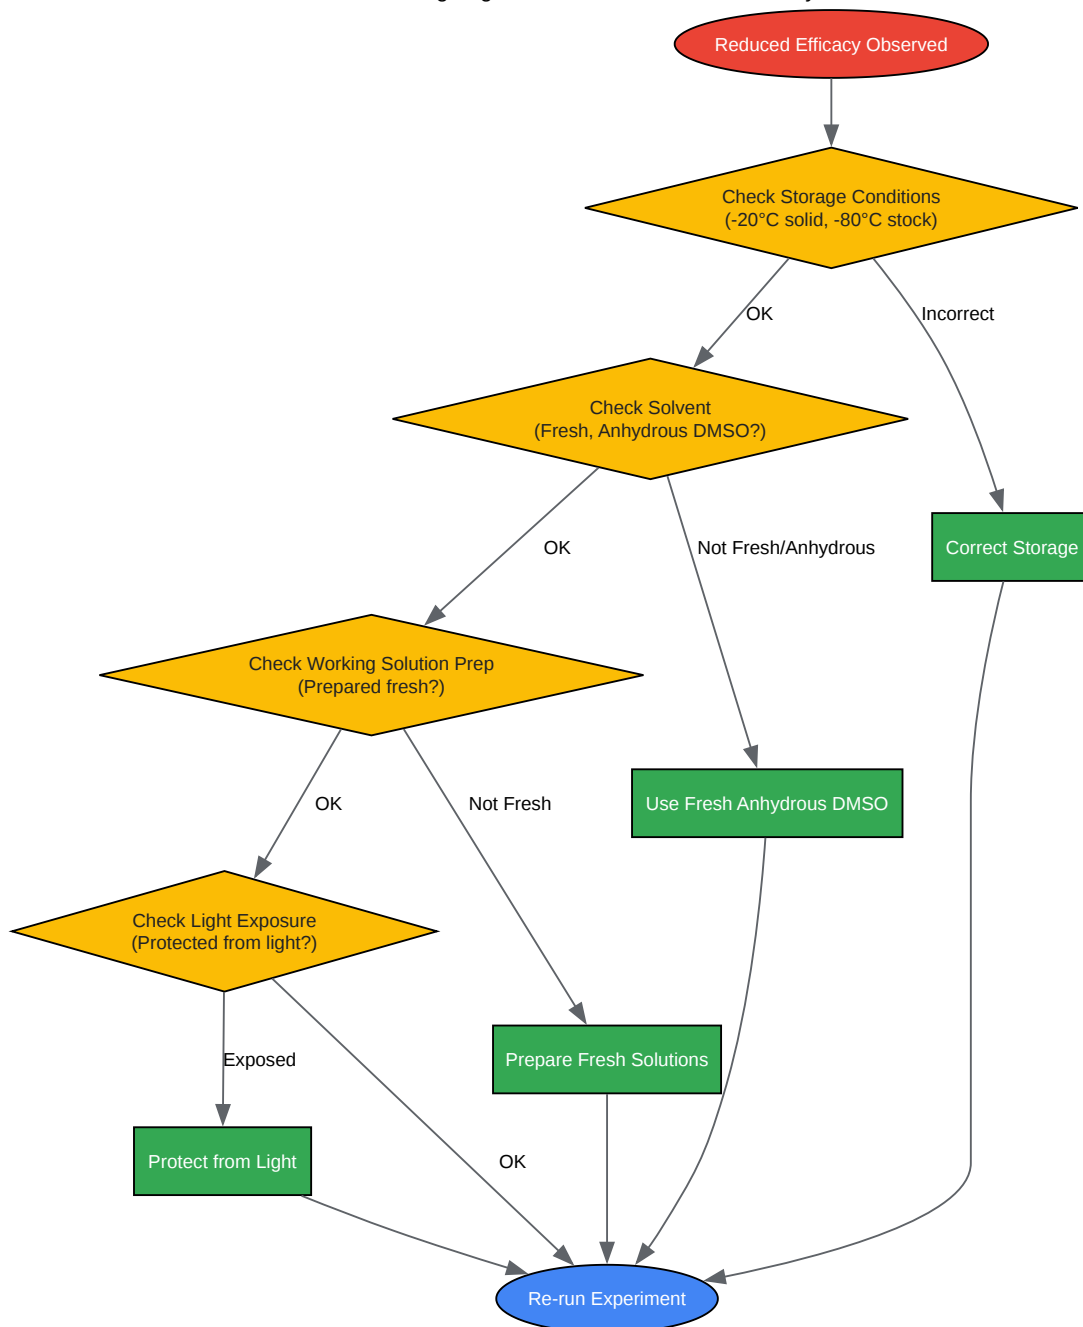 Reduced Efficacy Observed
Check Storage Conditions
(-20°C solid, -80°C stock)
OK
Incorrect
Check Solvent
(Fresh, Anhydrous DMSO?)
OK
Not Fresh/Anhydrous
Correct Storage
Check Working Solution Prep
(Prepared fresh?)
OK
Not Fresh
Use Fresh Anhydrous DMSO
Check Light Exposure
(Protected from light?)
Exposed
Prepare Fresh Solutions
Protect from Light
OK
Re-run Experiment